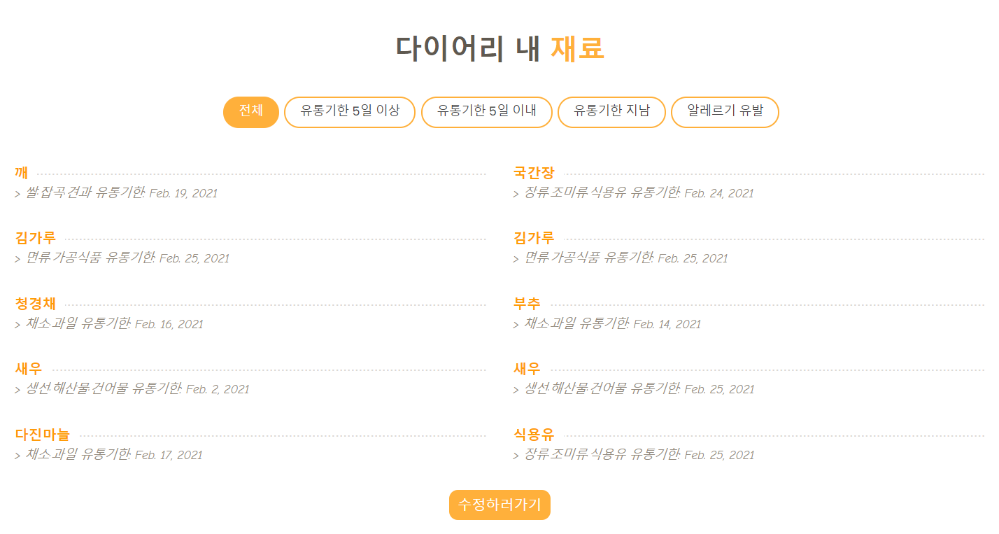 다이어리 내 재료
전체 유통기한 5일 이상 유통기한 5일 이내 유통기한 지남 알레르기 유발
깨
> 쌀·잡곡·견과 유통기한: Feb. 19, 2021
국간장
> 장류·조미류·식용유 유통기한: Feb. 24, 2021
김가루
> 면류·가공식품 유통기한: Feb. 25, 2021
김가루
> 면류·가공식품 유통기한: Feb. 25, 2021
청경채
> 채소·과일 유통기한: Feb. 16, 2021
부추
> 채소·과일 유통기한: Feb. 14, 2021
새우
> 생선·해산물·건어물 유통기한: Feb. 2, 2021
새우
> 생선·해산물·건어물 유통기한: Feb. 25, 2021
다진마늘
> 채소·과일 유통기한: Feb. 17, 2021
식용유
> 장류·조미류·식용유 유통기한: Feb. 25, 2021
수정하러가기